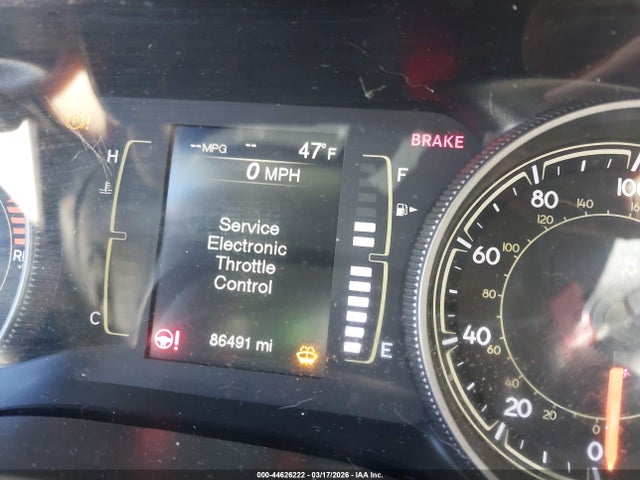 --MPG -- 47°F
BRAKE
0 MPH
H
F
Service
Electronic
Throttle
Control
C
E
86491 mi
100
80
60
40
20
0
140
120
100
80
60
40
20
000-44626222 - 03/17/2026 - IAA Inc.